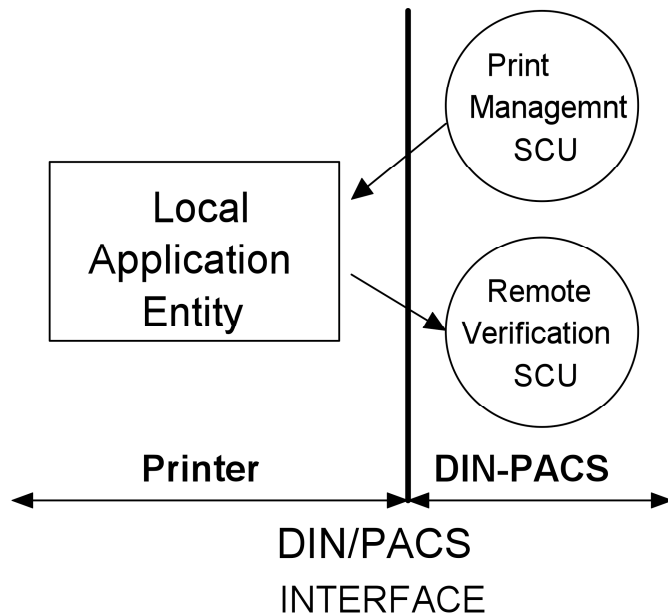 Print
Managemnt
SCU
Local
Application
Entity
Remote
Verification
SCU
Printer
DIN-PACS
DIN/PACS
INTERFACE